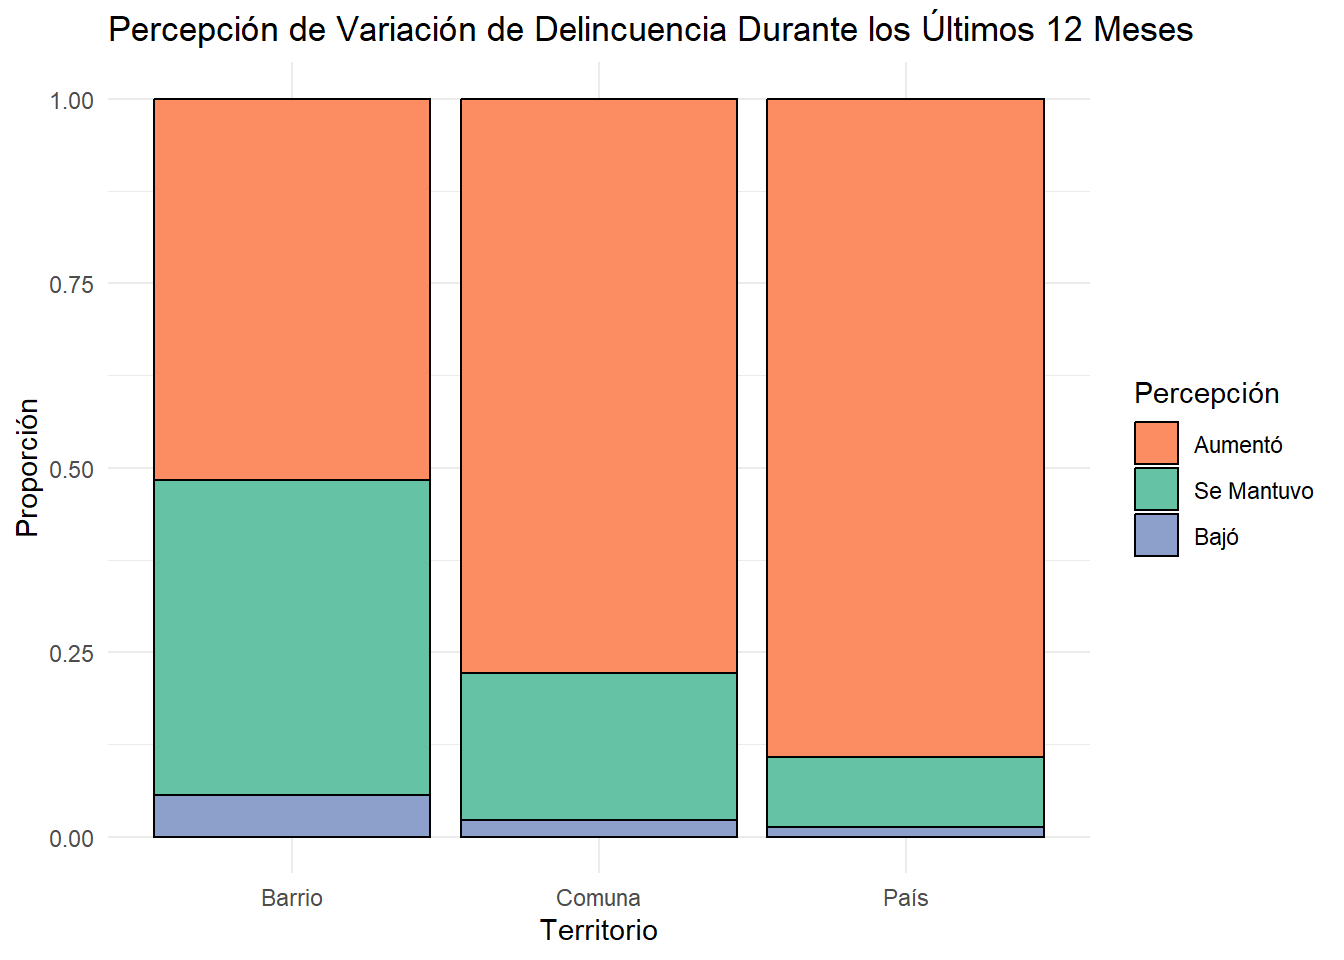 Percepción de Variación de Delincuencia Durante los Últimos 12 Meses
Proporción
1.00
0.75
0.50
0.25
0.00
Barrio
Comuna
País
Territorio
Percepción
Aumentó
Se Mantuvo
Bajó